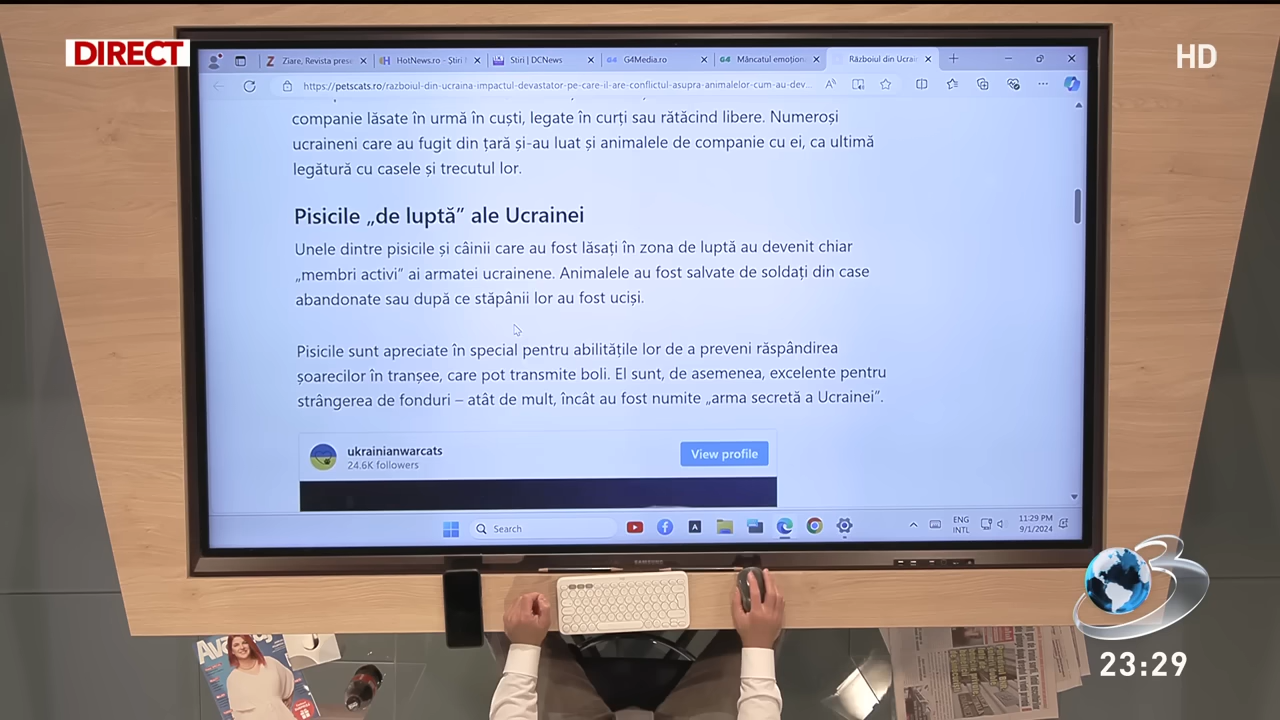 DIRECT
HD
Ziare, Revista prese
HotNews.ro - Știri
Stiri | DCNews
G4Media.ro
Mâncatul emoțion
Războiul din Ucrai
https://petscats.ro/razboiul-din-ucraina-impactul-devastator-pe-care-il-are-conflictul-asupra-animalelor-cum-au-dev...
companie lăsate în urmă în cuști, legate în curți sau rătăcind libere. Numeroși
ucraineni care au fugit din țară și-au luat și animalele de companie cu ei, ca ultimă
legătură cu casele și trecutul lor.
Pisicile „de luptă” ale Ucrainei
Unele dintre pisicile și câinii care au fost lăsați în zona de luptă au devenit chiar
„membri activi” ai armatei ucrainene. Animalele au fost salvate de soldați din case
abandonate sau după ce stăpânii lor au fost uciși.
Pisicile sunt apreciate în special pentru abilitățile lor de a preveni răspândirea
șoarecilor în tranșee, care pot transmite boli. El sunt, de asemenea, excelente pentru
strângerea de fonduri – atât de mult, încât au fost numite „arma secretă a Ucrainei”.
ukrainianwarcats
24.6K followers
View profile
Search
ENG
INTL
11:29 PM
9/1/2024
SAMSUNG
3
23:29